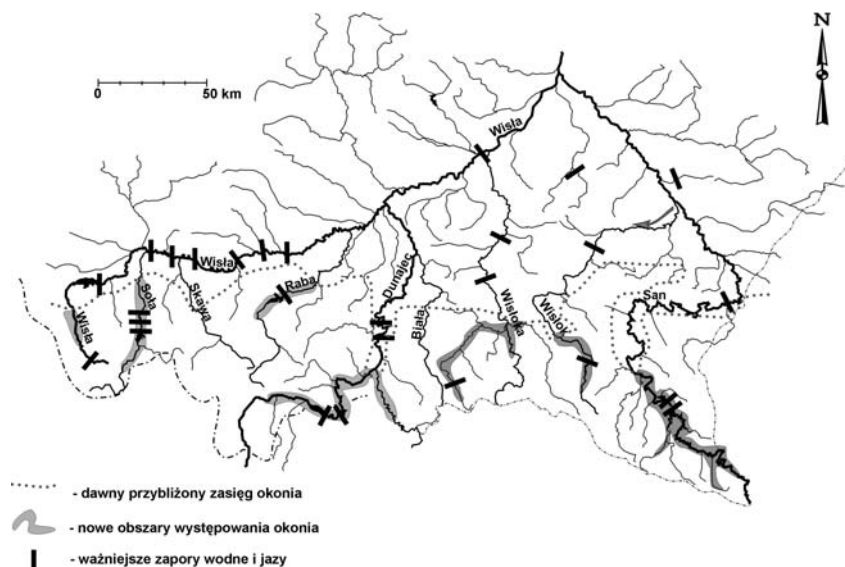 N
0 50 km
Wisła
Wisła
Dunajec
Raba
Soła
Skawa
Wisła
Biała
Wisłoka
Wisłok
San
- dawny przybliżony zasięg okonia
- nowe obszary występowania okonia
- ważniejsze zapory wodne i jazy